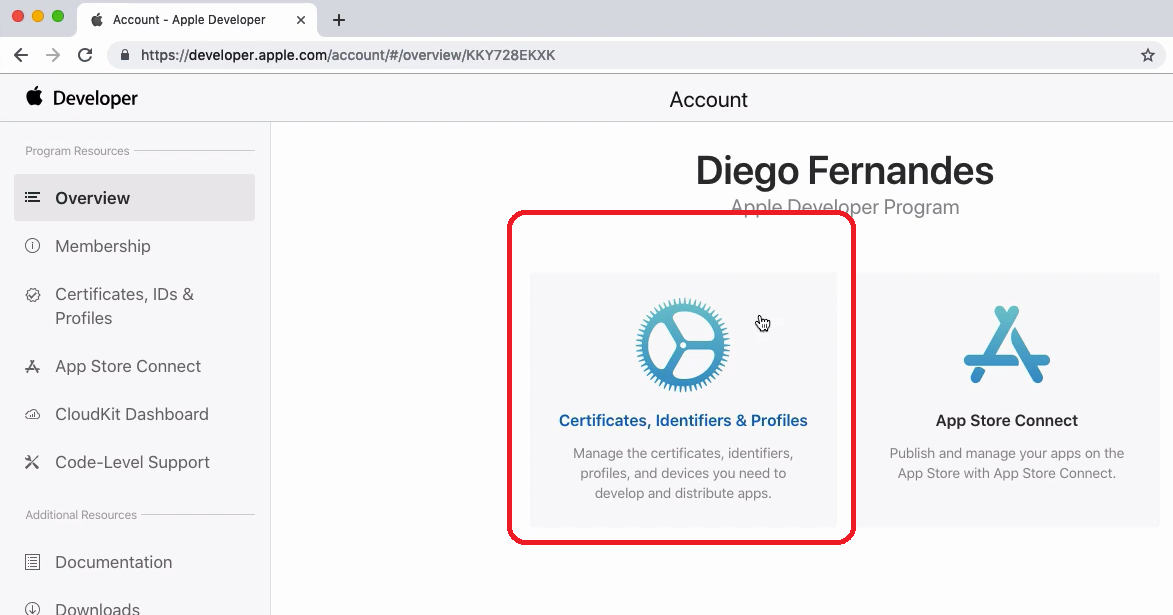 Account - Apple Developer
https://developer.apple.com/account/#/overview/KKY728EKXK
Developer
Account
Program Resources
Overview
Membership
Certificates, IDs &
Profiles
App Store Connect
CloudKit Dashboard
Code-Level Support
Additional Resources
Documentation
Downloads
Diego Fernandes
Apple Developer Program
Certificates, Identifiers & Profiles
Manage the certificates, identifiers,
profiles, and devices you need to
develop and distribute apps.
App Store Connect
Publish and manage your apps on the
App Store with App Store Connect.